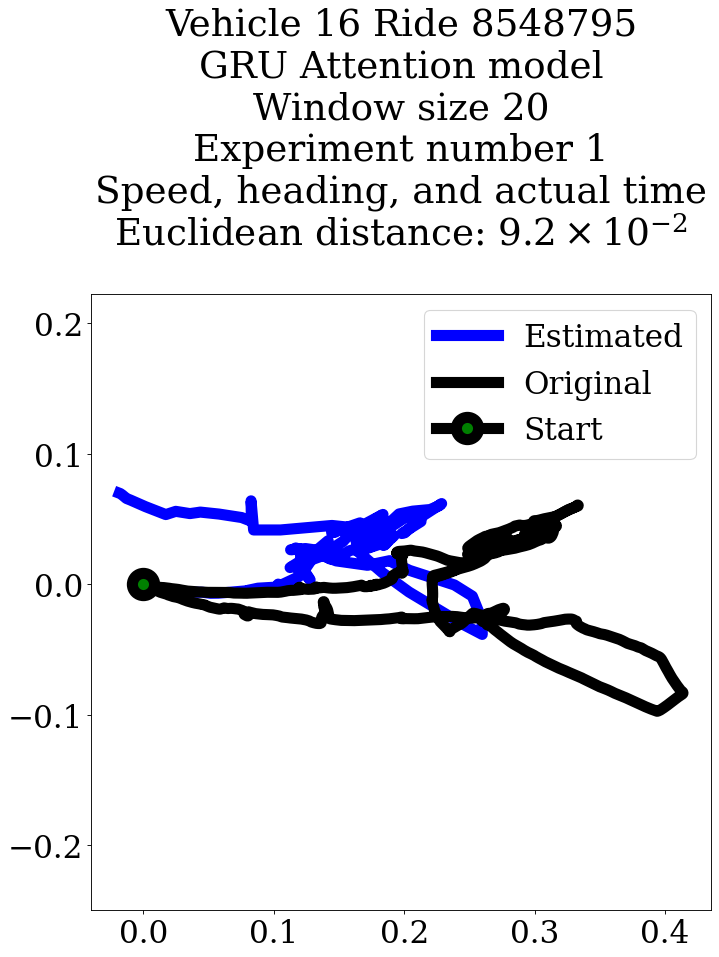 Vehicle 16 Ride 8548795
GRU Attention model
Window size 20
Experiment number 1
Speed, heading, and actual time
Euclidean distance: 9.2 × 10⁻²
Estimated
Original
Start
0.2
0.1
0.0
−0.1
−0.2
0.0 0.1 0.2 0.3 0.4